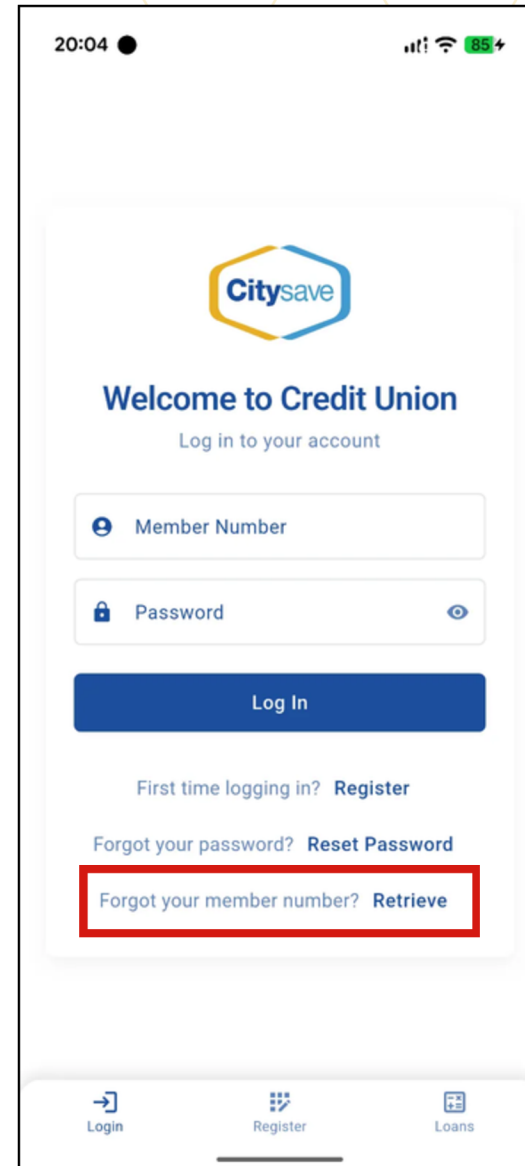 20:04
85
Citysave
Welcome to Credit Union
Log in to your account
Member Number
Password
Log In
First time logging in? Register
Forgot your password? Reset Password
Forgot your member number? Retrieve
Login Register Loans